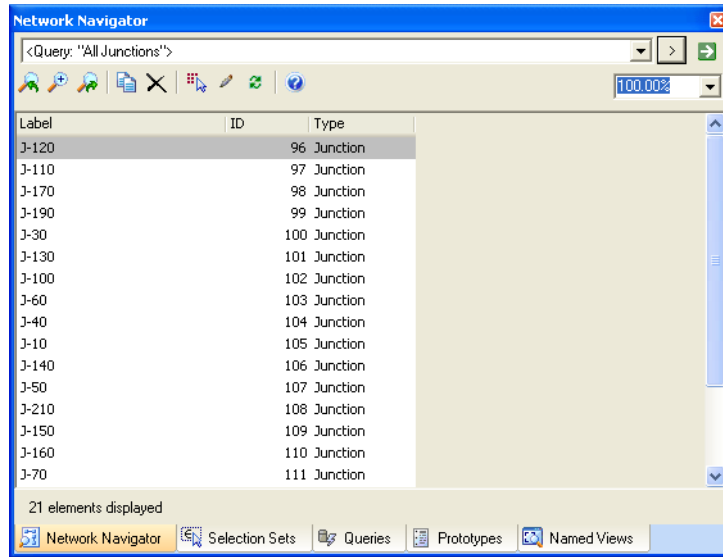 Network Navigator
<Query: "All Junctions">
>
100.00%
Label ID Type
J-120 96 Junction
J-110 97 Junction
J-170 98 Junction
J-190 99 Junction
J-30 100 Junction
J-130 101 Junction
J-100 102 Junction
J-60 103 Junction
J-40 104 Junction
J-10 105 Junction
J-140 106 Junction
J-50 107 Junction
J-210 108 Junction
J-150 109 Junction
J-160 110 Junction
J-70 111 Junction
21 elements displayed
Network Navigator Selection Sets Queries Prototypes Named Views